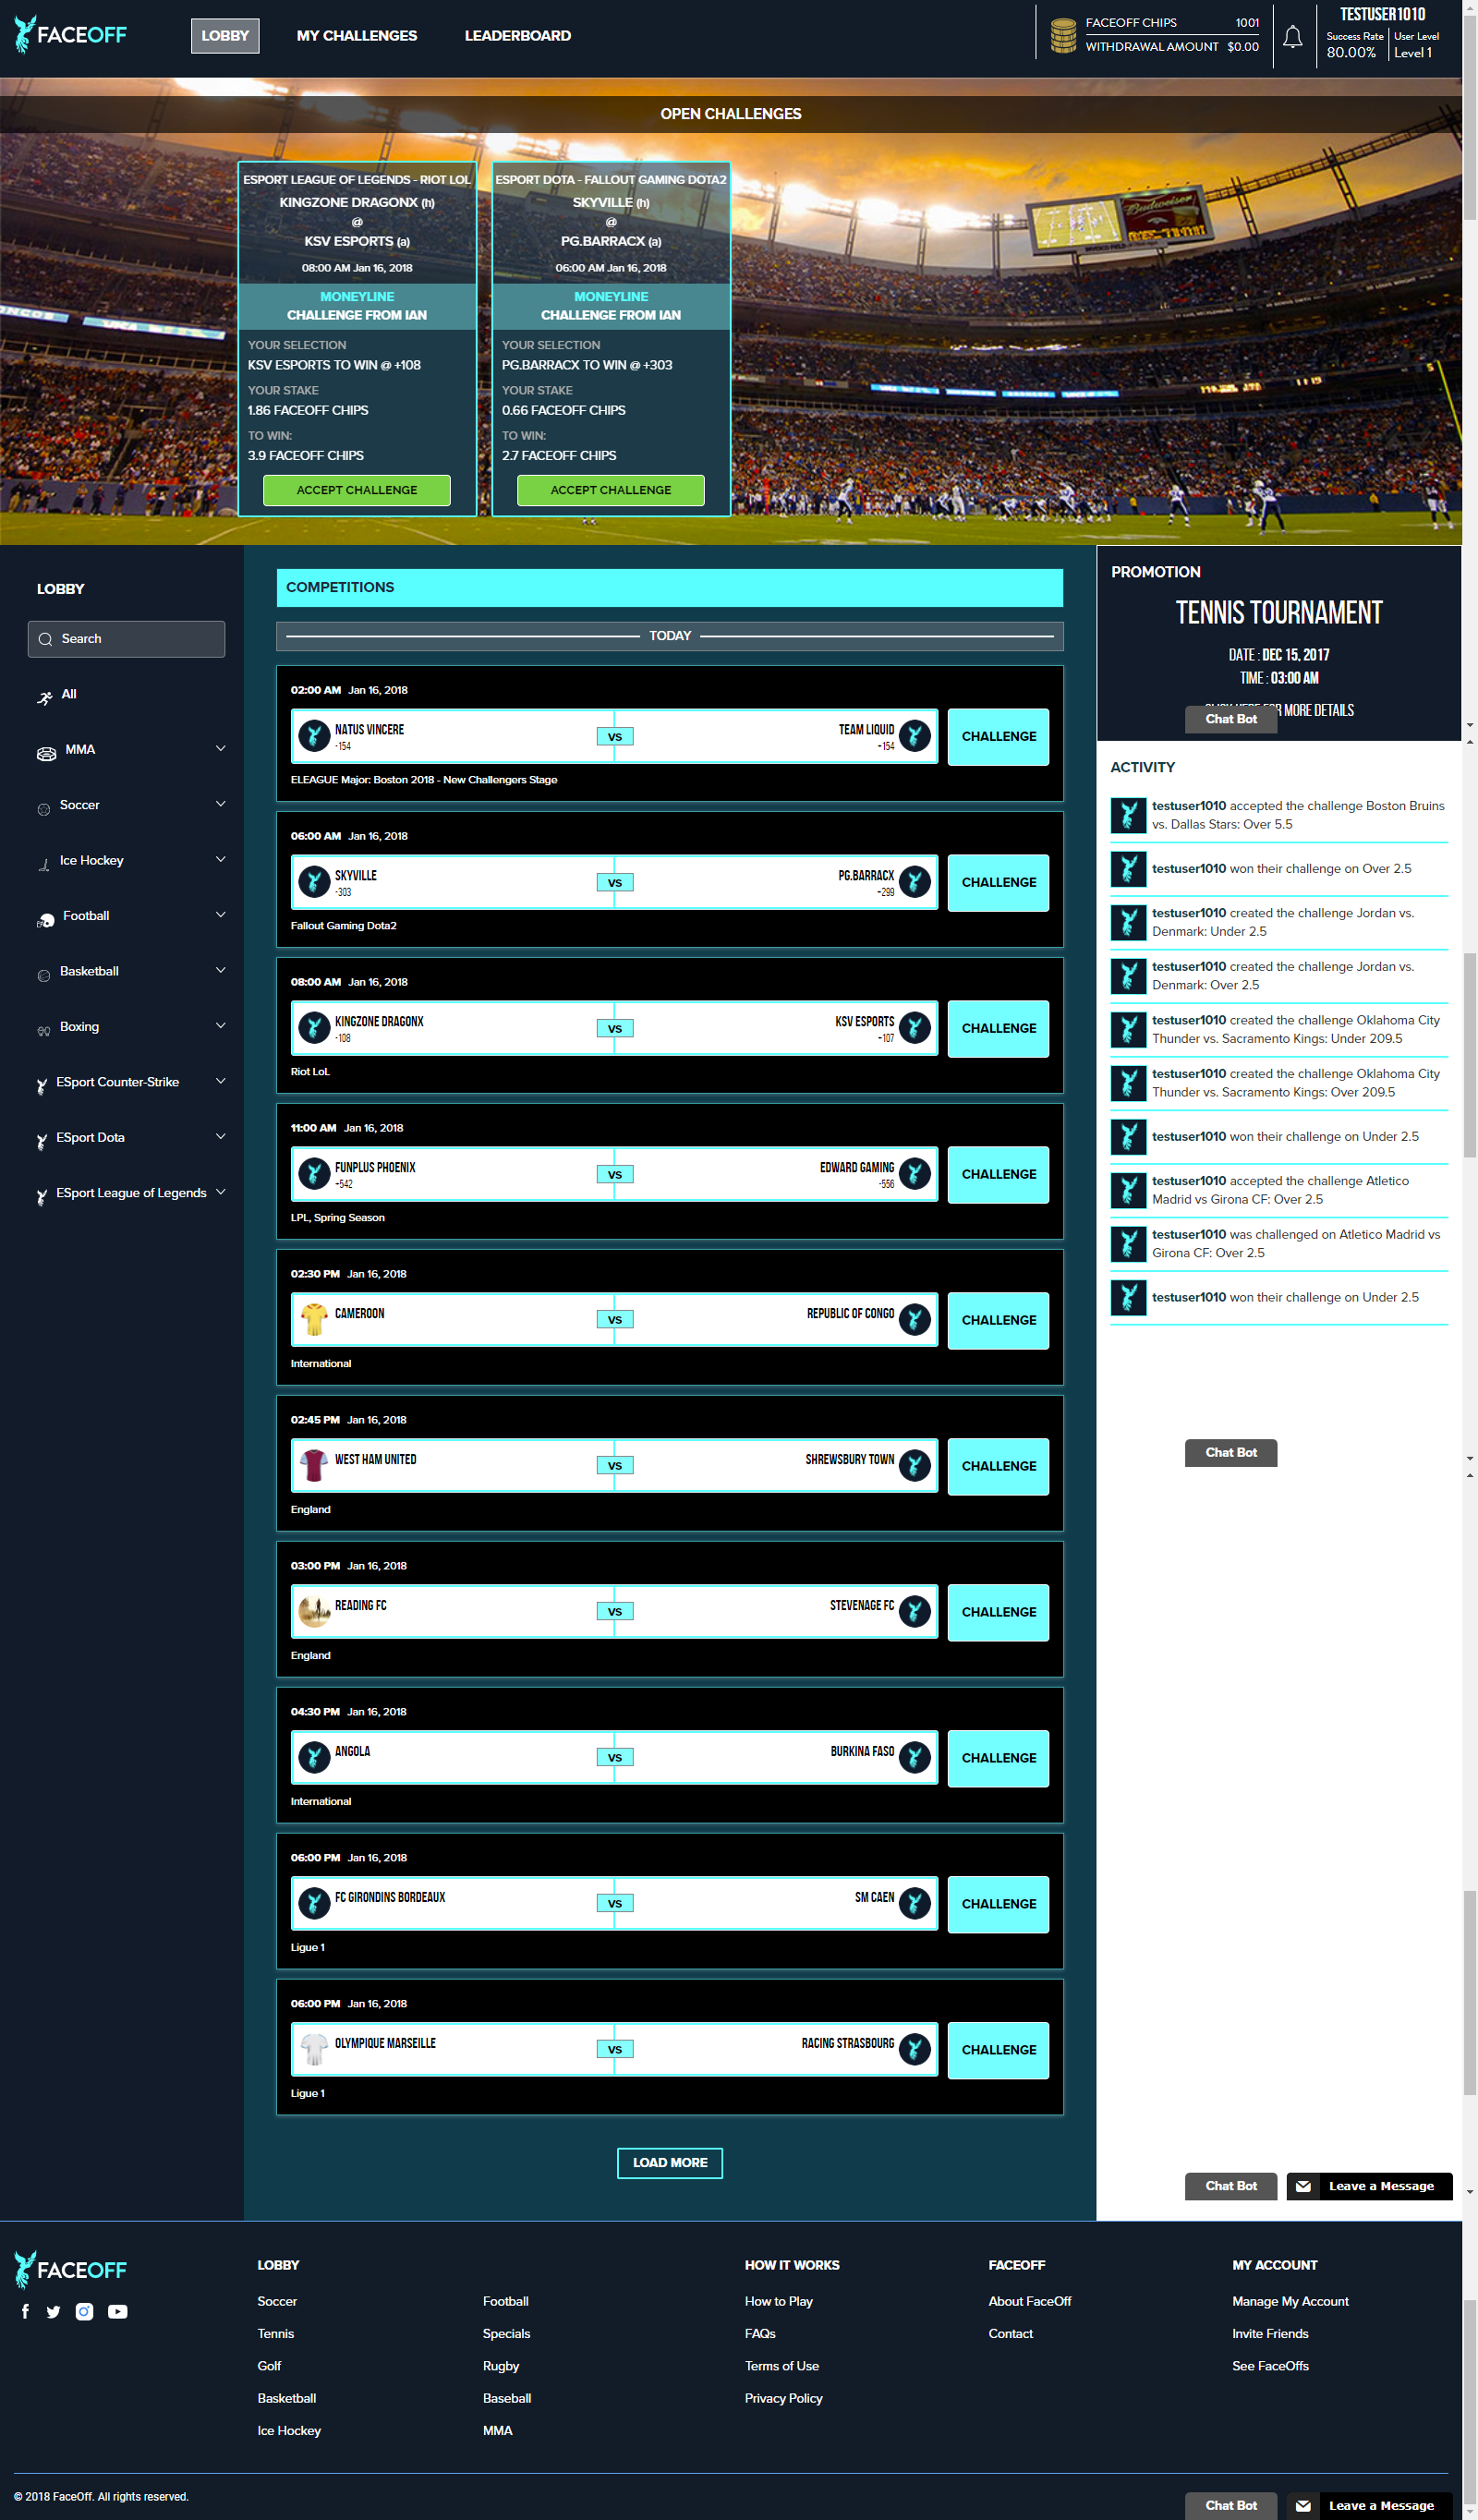 FACEOFF
LOBBY
MY CHALLENGES
LEADERBOARD
FACEOFF CHIPS 1001
WITHDRAWAL AMOUNT $0.00
TESTUSER1010
Success Rate
80.00%
User Level
Level 1
OPEN CHALLENGES
ESPORT LEAGUE OF LEGENDS - RIOT LOL
KINGZONE DRAGONX (h)
@
KSV ESPORTS (a)
08:00 AM Jan 16, 2018
MONEYLINE
CHALLENGE FROM IAN
YOUR SELECTION
KSV ESPORTS TO WIN @ +108
YOUR STAKE
1.86 FACEOFF CHIPS
TO WIN:
3.9 FACEOFF CHIPS
ACCEPT CHALLENGE
ESPORT DOTA - FALLOUT GAMING DOTA2
SKYVILLE (h)
@
PG.BARRACX (a)
06:00 AM Jan 16, 2018
MONEYLINE
CHALLENGE FROM IAN
YOUR SELECTION
PG.BARRACX TO WIN @ +303
YOUR STAKE
0.66 FACEOFF CHIPS
TO WIN:
2.7 FACEOFF CHIPS
ACCEPT CHALLENGE
Budweiser
LOBBY
Search
All
MMA
Soccer
Ice Hockey
Football
Basketball
Boxing
ESport Counter-Strike
ESport Dota
ESport League of Legends
COMPETITIONS
TODAY
02:00 AM Jan 16, 2018
NATUS VINCERE
-154
VS
TEAM LIQUID
+154
CHALLENGE
ELEAGUE Major: Boston 2018 - New Challengers Stage
06:00 AM Jan 16, 2018
SKYVILLE
-303
VS
PG.BARRACX
+299
CHALLENGE
Fallout Gaming Dota2
08:00 AM Jan 16, 2018
KINGZONE DRAGONX
-108
VS
KSV ESPORTS
+107
CHALLENGE
Riot LoL
11:00 AM Jan 16, 2018
FUNPLUS PHOENIX
+542
VS
EDWARD GAMING
-556
CHALLENGE
LPL, Spring Season
02:30 PM Jan 16, 2018
CAMEROON
VS
REPUBLIC OF CONGO
CHALLENGE
International
02:45 PM Jan 16, 2018
WEST HAM UNITED
VS
SHREWSBURY TOWN
CHALLENGE
England
03:00 PM Jan 16, 2018
READING FC
VS
STEVENAGE FC
CHALLENGE
England
04:30 PM Jan 16, 2018
ANGOLA
VS
BURKINA FASO
CHALLENGE
International
06:00 PM Jan 16, 2018
FC GIRONDINS BORDEAUX
VS
SM CAEN
CHALLENGE
Ligue 1
06:00 PM Jan 16, 2018
OLYMPIQUE MARSEILLE
VS
RACING STRASBOURG
CHALLENGE
Ligue 1
LOAD MORE
PROMOTION
TENNIS TOURNAMENT
DATE : DEC 15, 2017
TIME : 03:00 AM
MORE DETAILS
Chat Bot
ACTIVITY
testuser1010 accepted the challenge Boston Bruins
vs. Dallas Stars: Over 5.5
testuser1010 won their challenge on Over 2.5
testuser1010 created the challenge Jordan vs.
Denmark: Under 2.5
testuser1010 created the challenge Jordan vs.
Denmark: Over 2.5
testuser1010 created the challenge Oklahoma City
Thunder vs. Sacramento Kings: Under 209.5
testuser1010 created the challenge Oklahoma City
Thunder vs. Sacramento Kings: Over 209.5
testuser1010 won their challenge on Under 2.5
testuser1010 accepted the challenge Atletico
Madrid vs Girona CF: Over 2.5
testuser1010 was challenged on Atletico Madrid vs
Girona CF: Over 2.5
testuser1010 won their challenge on Under 2.5
Chat Bot
Chat Bot
Leave a Message
FACEOFF
LOBBY
Soccer
Tennis
Golf
Basketball
Ice Hockey
Football
Specials
Rugby
Baseball
MMA
HOW IT WORKS
How to Play
FAQs
Terms of Use
Privacy Policy
FACEOFF
About FaceOff
Contact
MY ACCOUNT
Manage My Account
Invite Friends
See FaceOffs
© 2018 FaceOff. All rights reserved.
Chat Bot
Leave a Message